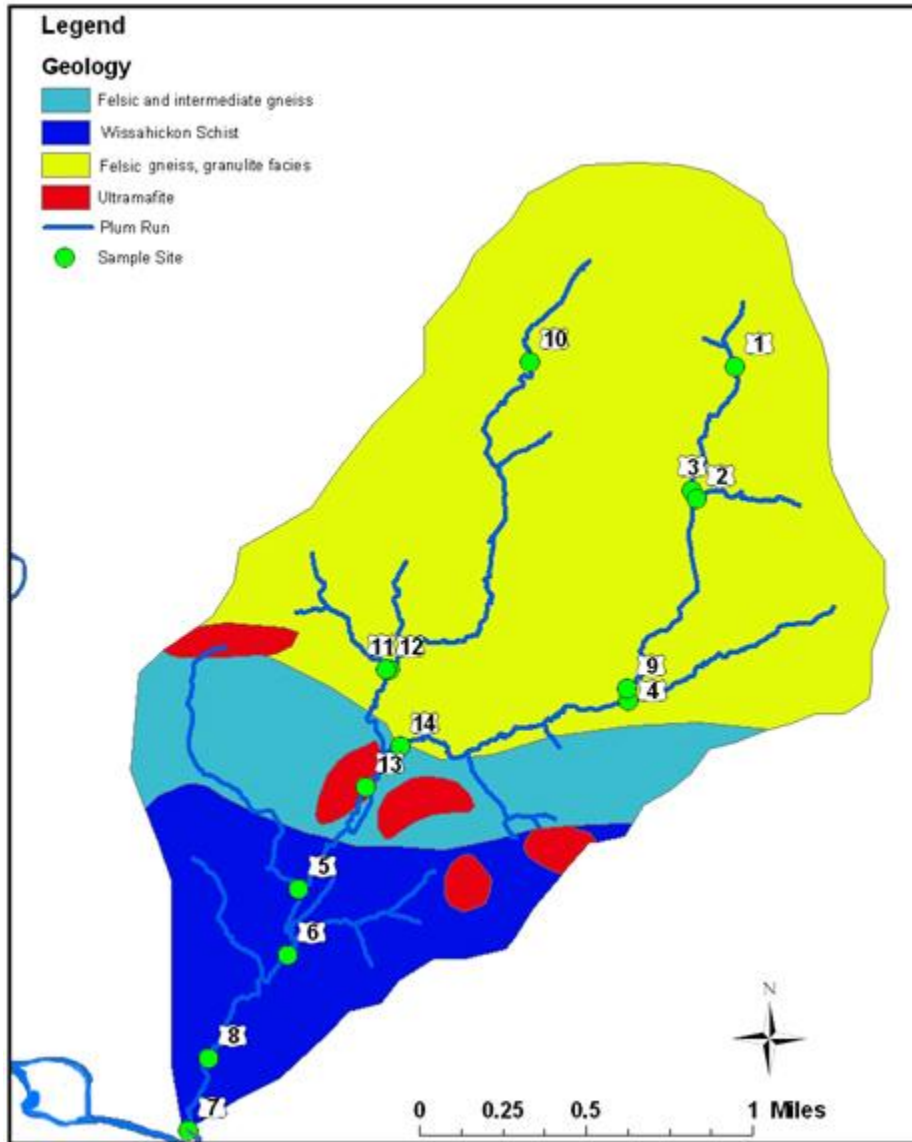 Legend
Geology
Felsic and intermediate gneiss
Wissahickon Schist
Felsic gneiss, granulite facies
Ultramafite
Plum Run
Sample Site
10
1
3 2
11 12
9
4
14
13
5
6
8
7
N
0 0.25 0.5 1 Miles